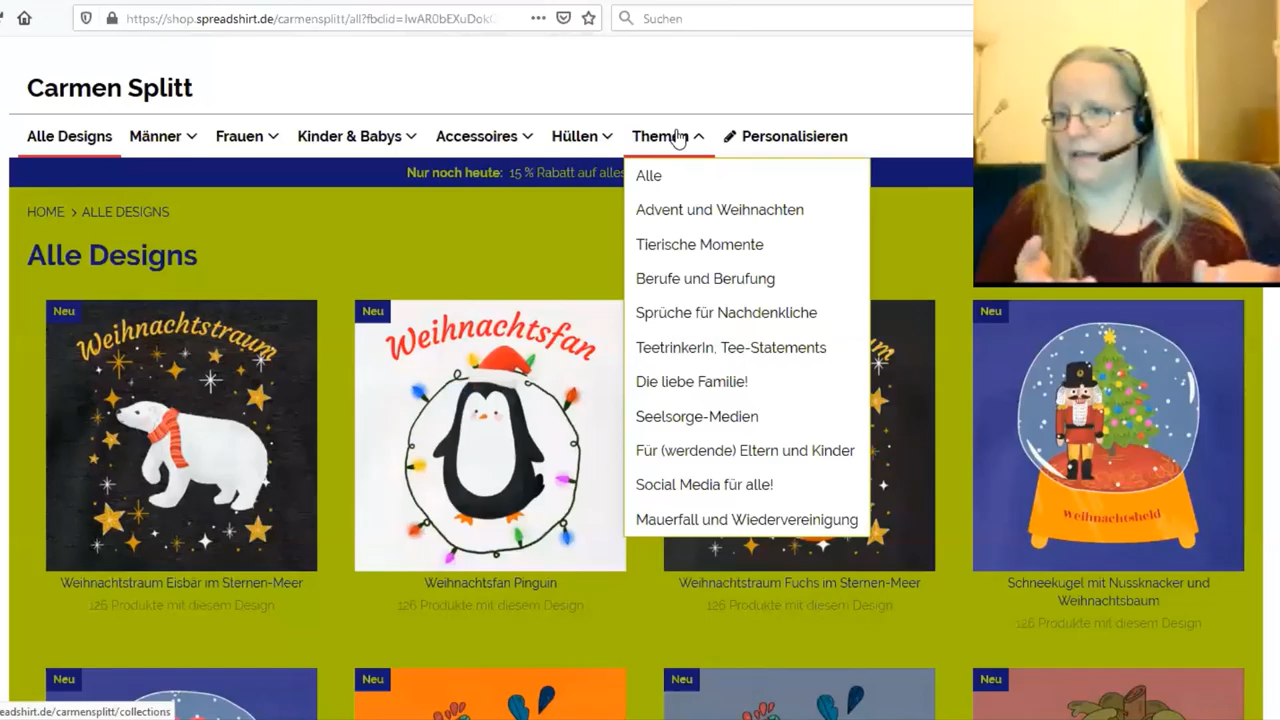 https://shop.spreadshirt.de/carmensplitt/all?fbclid=IwAR0bEXuDok
Suchen
Carmen Splitt
Alle Designs Männer Frauen Kinder & Babys Accessoires Hüllen Themen Personalisieren
Nur noch heute: 15 % Rabatt auf alles
HOME > ALLE DESIGNS
Alle Designs
Alle
Advent und Weihnachten
Tierische Momente
Berufe und Berufung
Sprüche für Nachdenkliche
TeetrinkerIn, Tee-Statements
Die liebe Familie!
Seelsorge-Medien
Für (werdende) Eltern und Kinder
Social Media für alle!
Mauerfall und Wiedervereinigung
Neu Neu Neu
Weihnachtstraum
Weihnachtsfan
Weihnachtsheld
Weihnachtstraum Eisbär im Sternen-Meer
126 Produkte mit diesem Design
Weihnachtsfan Pinguin
126 Produkte mit diesem Design
Weihnachtstraum Fuchs im Sternen-Meer
126 Produkte mit diesem Design
Schneekugel mit Nussknacker und
Weihnachtsbaum
126 Produkte mit diesem Design
Neu Neu Neu Neu
eadshirt.de/carmensplitt/collections